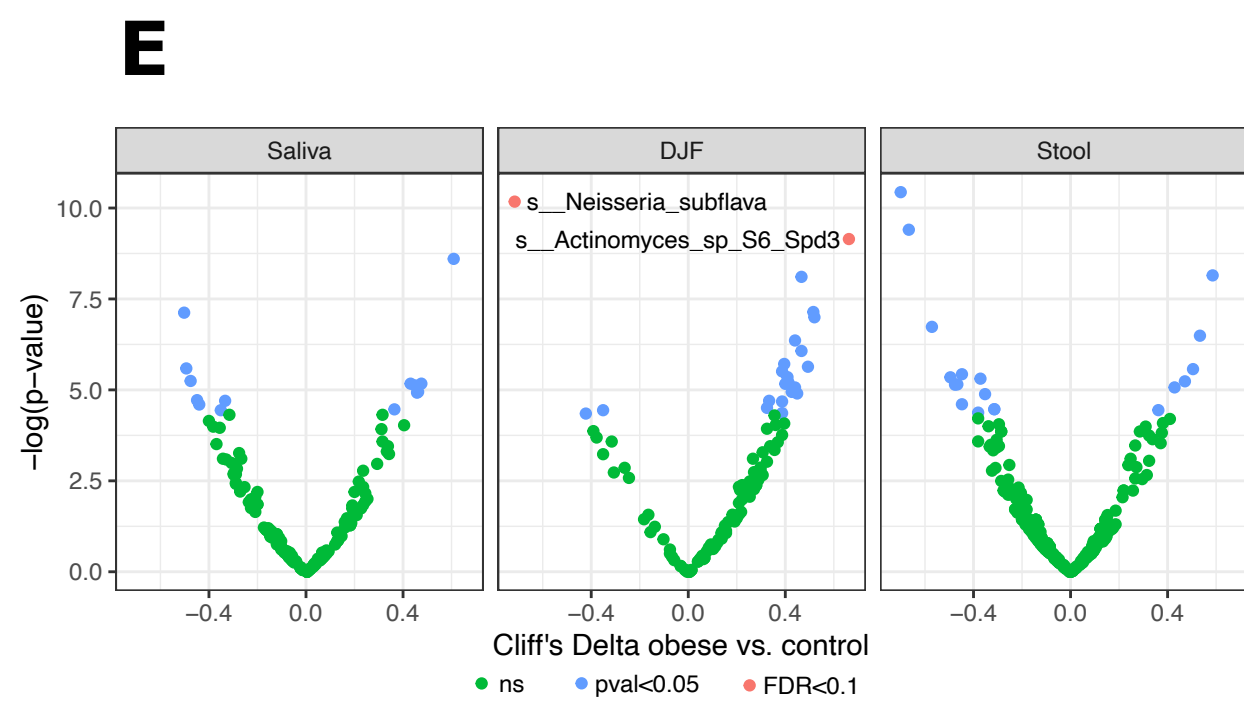 E
Saliva DJF Stool
−log(p−value)
10.0
7.5
5.0
2.5
0.0
s__Neisseria_subflava
s__Actinomyces_sp_S6_Spd3
−0.4 0.0 0.4 −0.4 0.0 0.4 −0.4 0.0 0.4
Cliff's Delta obese vs. control
ns pval<0.05 FDR<0.1